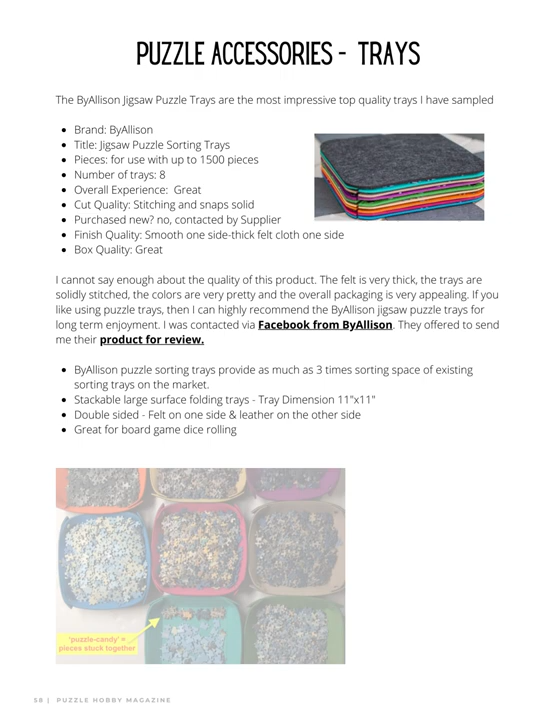 PUZZLE ACCESSORIES - TRAYS
The ByAllison Jigsaw Puzzle Trays are the most impressive top quality trays I have sampled
• Brand: ByAllison
• Title: Jigsaw Puzzle Sorting Trays
• Pieces: for use with up to 1500 pieces
• Number of trays: 8
• Overall Experience: Great
• Cut Quality: Stitching and snaps solid
• Purchased new? no, contacted by Supplier
• Finish Quality: Smooth one side-thick felt cloth one side
• Box Quality: Great
I cannot say enough about the quality of this product. The felt is very thick, the trays are
solidly stitched, the colors are very pretty and the overall packaging is very appealing. If you
like using puzzle trays, then I can highly recommend the ByAllison jigsaw puzzle trays for
long term enjoyment. I was contacted via Facebook from ByAllison. They offered to send
me their product for review.
• ByAllison puzzle sorting trays provide as much as 3 times sorting space of existing
sorting trays on the market.
• Stackable large surface folding trays - Tray Dimension 11"x11"
• Double sided - Felt on one side & leather on the other side
• Great for board game dice rolling
'puzzle-candy' =
pieces stuck together
58 | PUZZLE HOBBY MAGAZINE